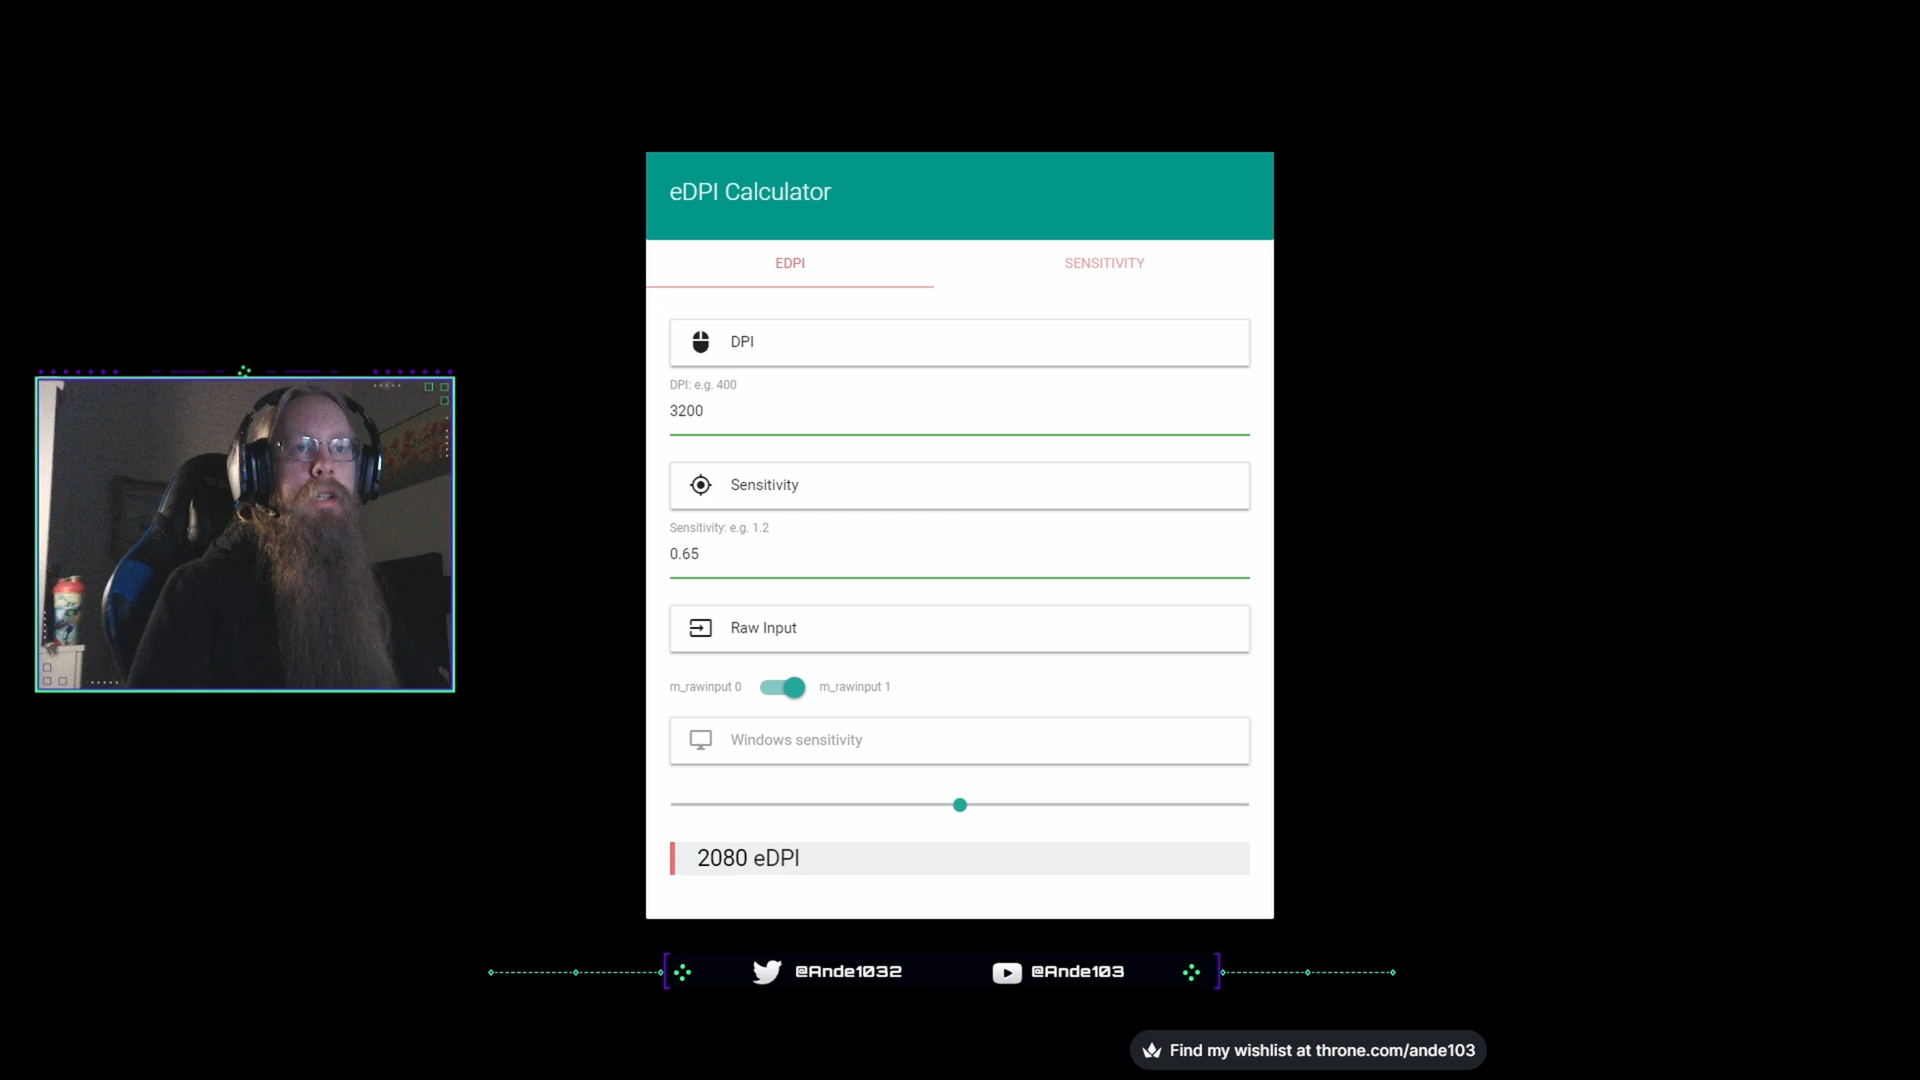 eDPI Calculator
EDPI
SENSITIVITY
DPI
DPI: e.g. 400
3200
Sensitivity
Sensitivity: e.g. 1.2
0.65
Raw Input
m_rawinput 0
m_rawinput 1
Windows sensitivity
2080 eDPI
@Ande1032
@Ande103
Find my wishlist at throne.com/ande103